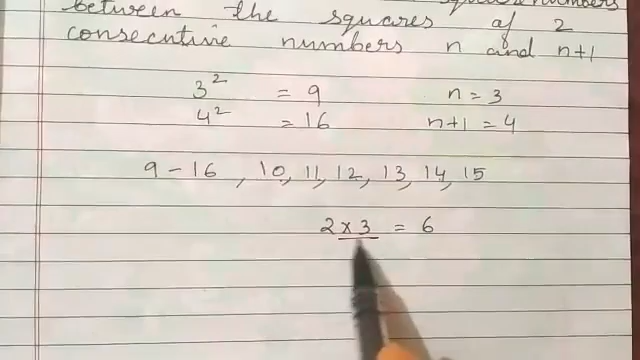 between the squares of 2
consecutive numbers n and n+1
3² = 9 n = 3
4² = 16 n+1 = 4
9 - 16, 10, 11, 12, 13, 14, 15
2 × 3 = 6